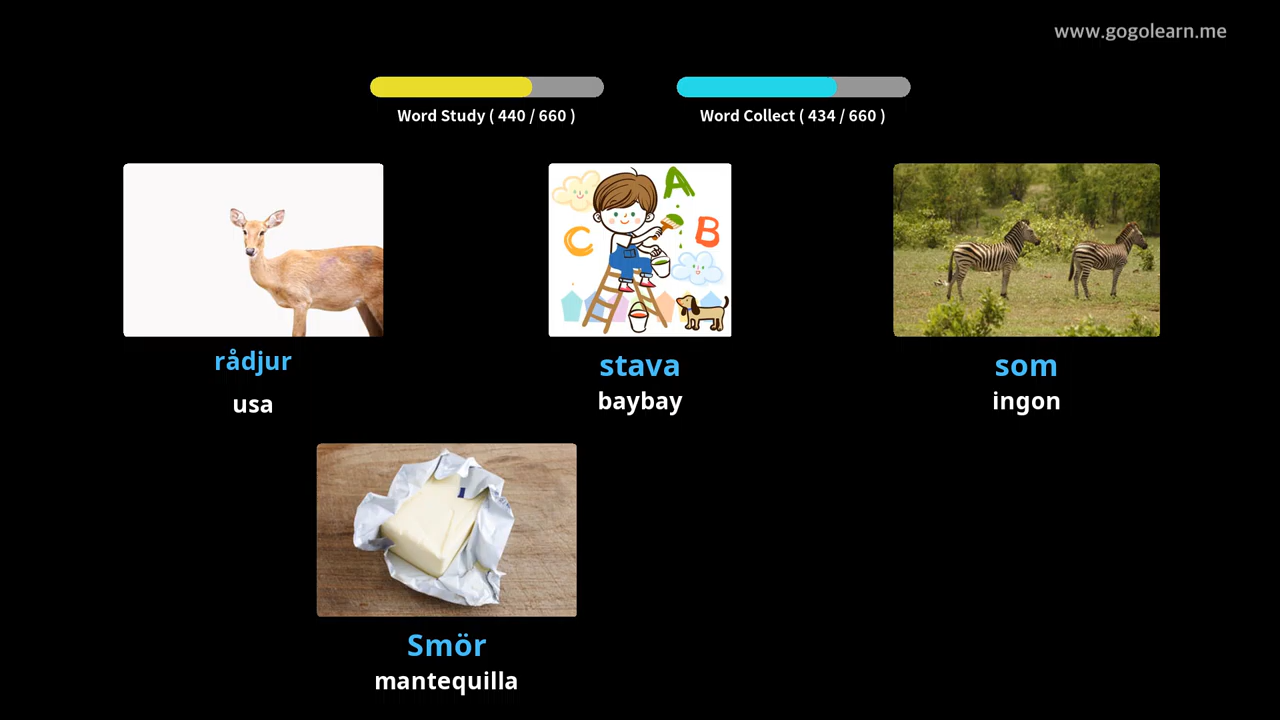 www.gogolearn.me
Word Study ( 440 / 660 )
Word Collect ( 434 / 660 )
A
B
C
rådjur
usa
stava
baybay
som
ingon
Smör
mantequilla